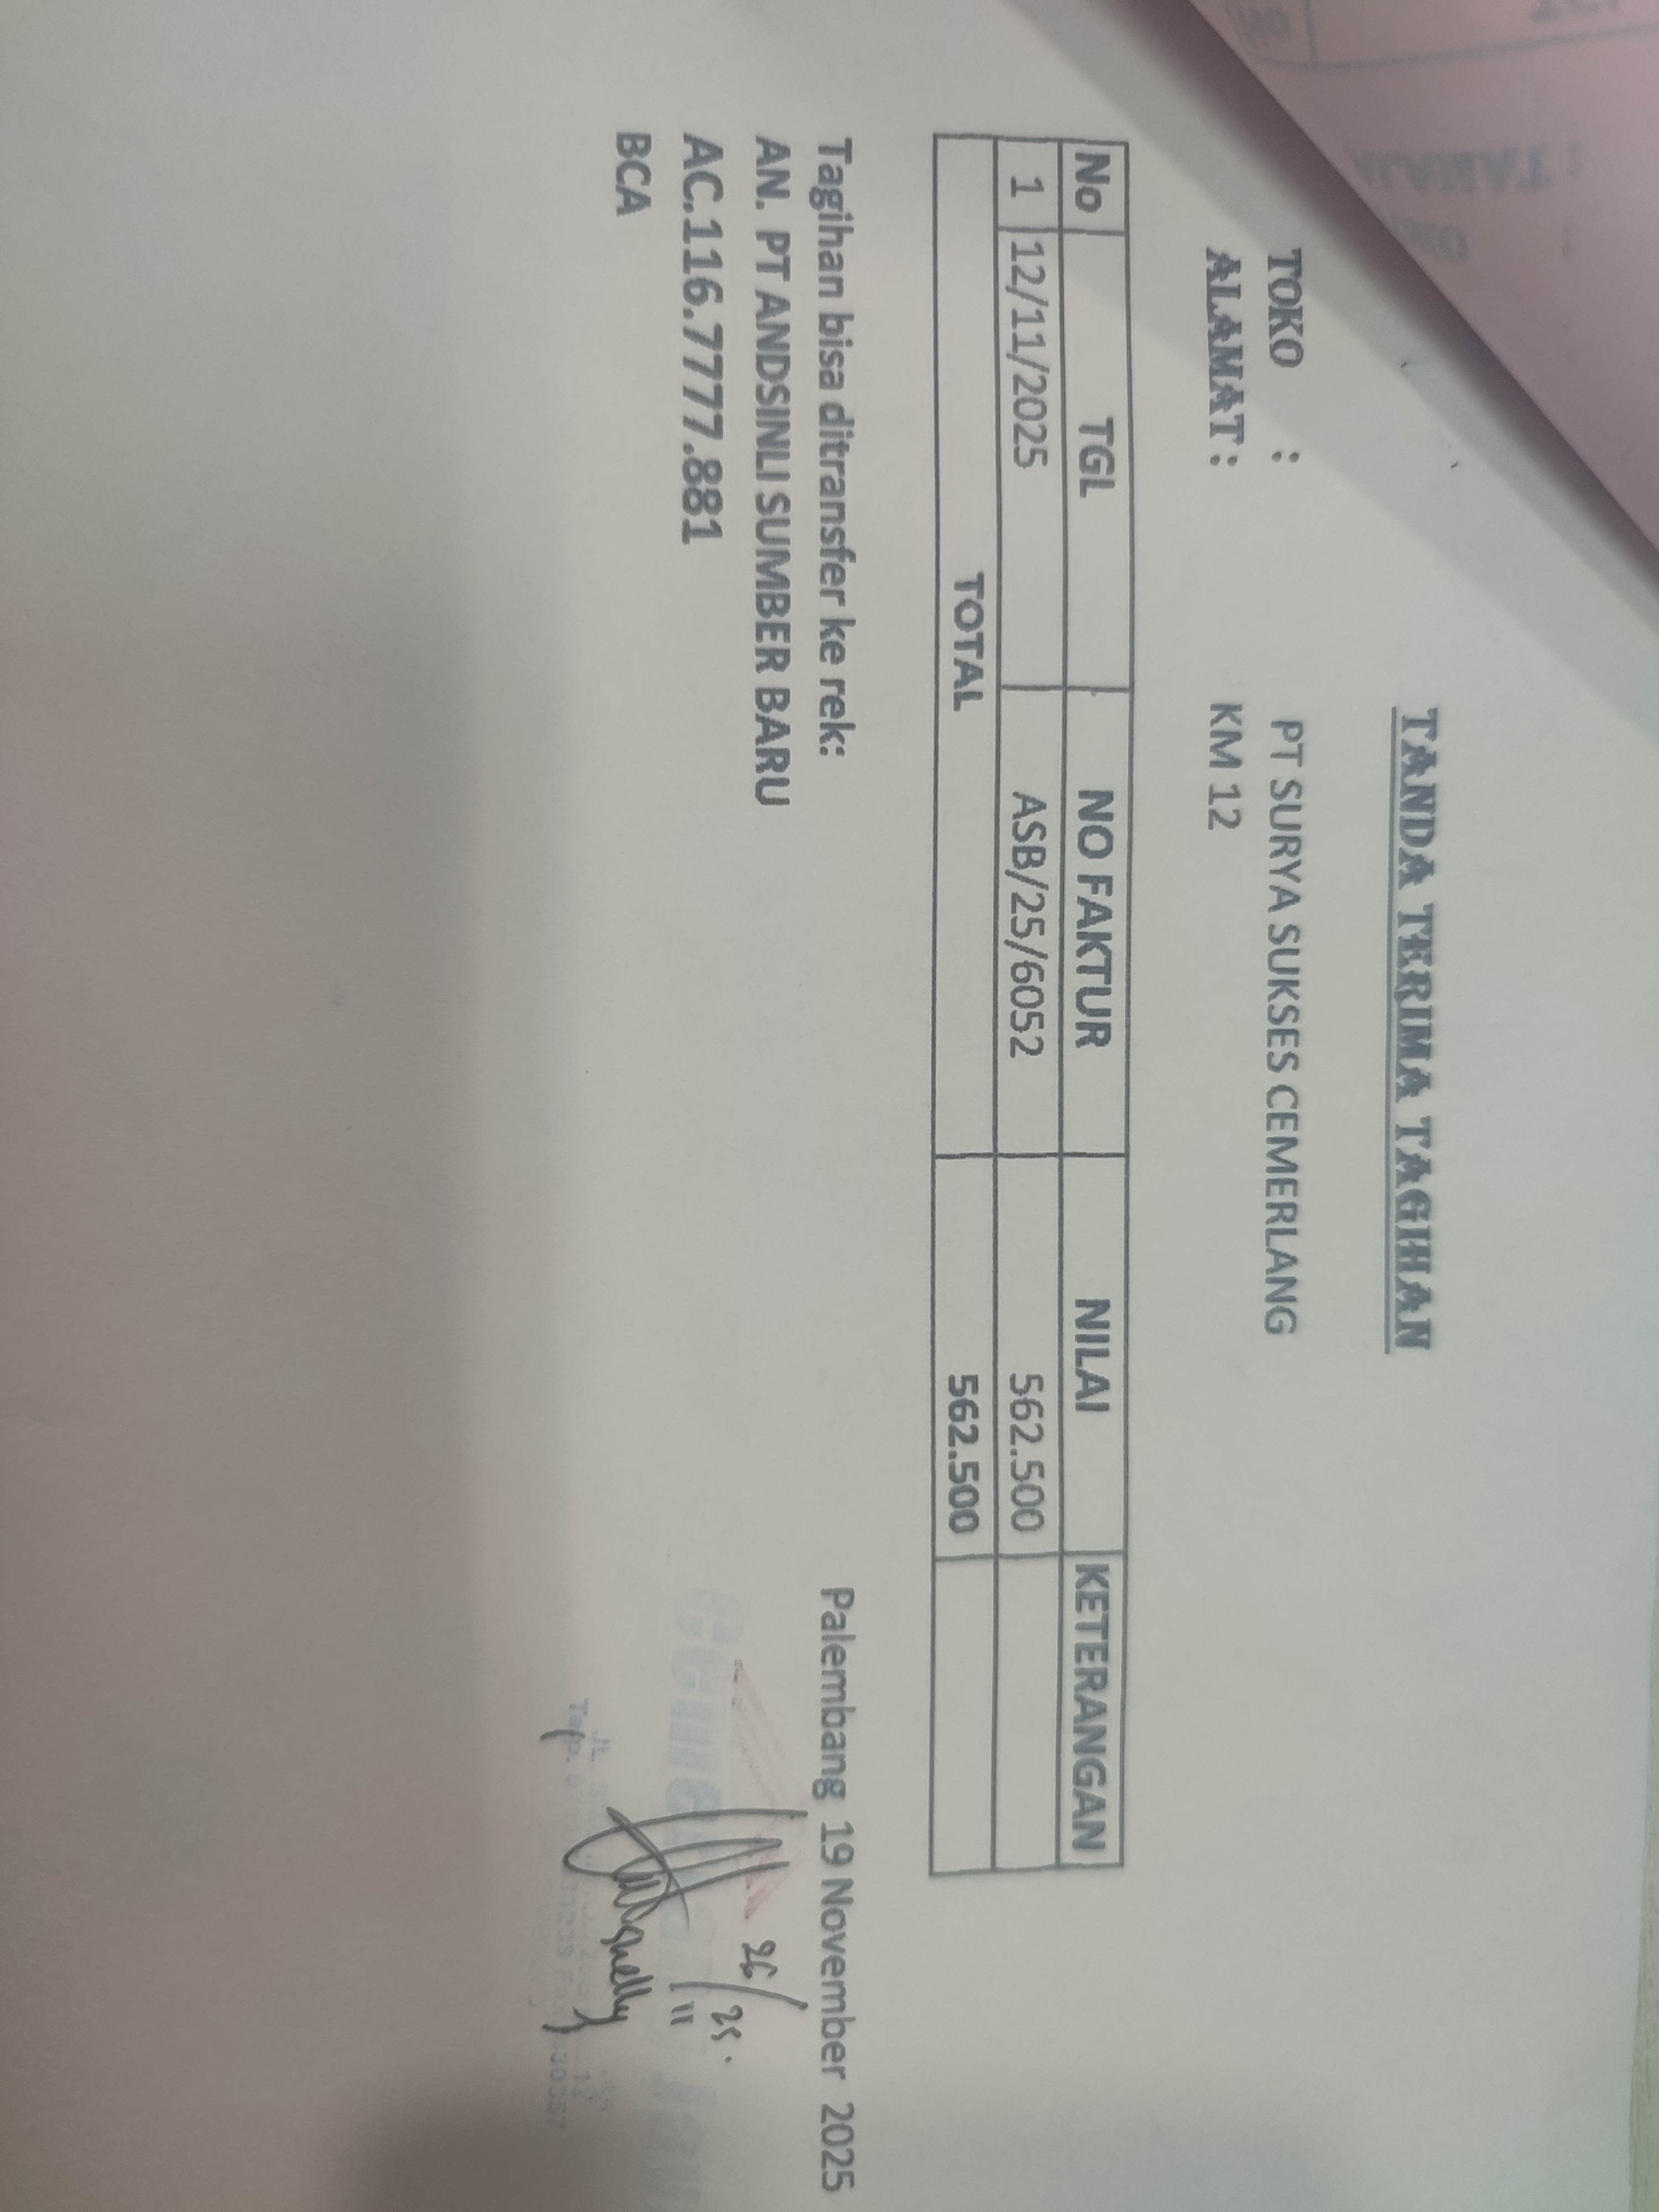 TANDA TERIMA TAGIHAN
TOKO : PT SURYA SUKSES CEMERLANG
ALAMAT : KM 12
No TGL NO FAKTUR NILAI KETERANGAN
1 12/11/2025 ASB/25/6052 562.500
TOTAL 562.500
Tagihan bisa ditransfer ke rek: Palembang 19 November 2025
AN. PT ANDSINLI SUMBER BARU
AC.116.7777.881
BCA
26/11 25.